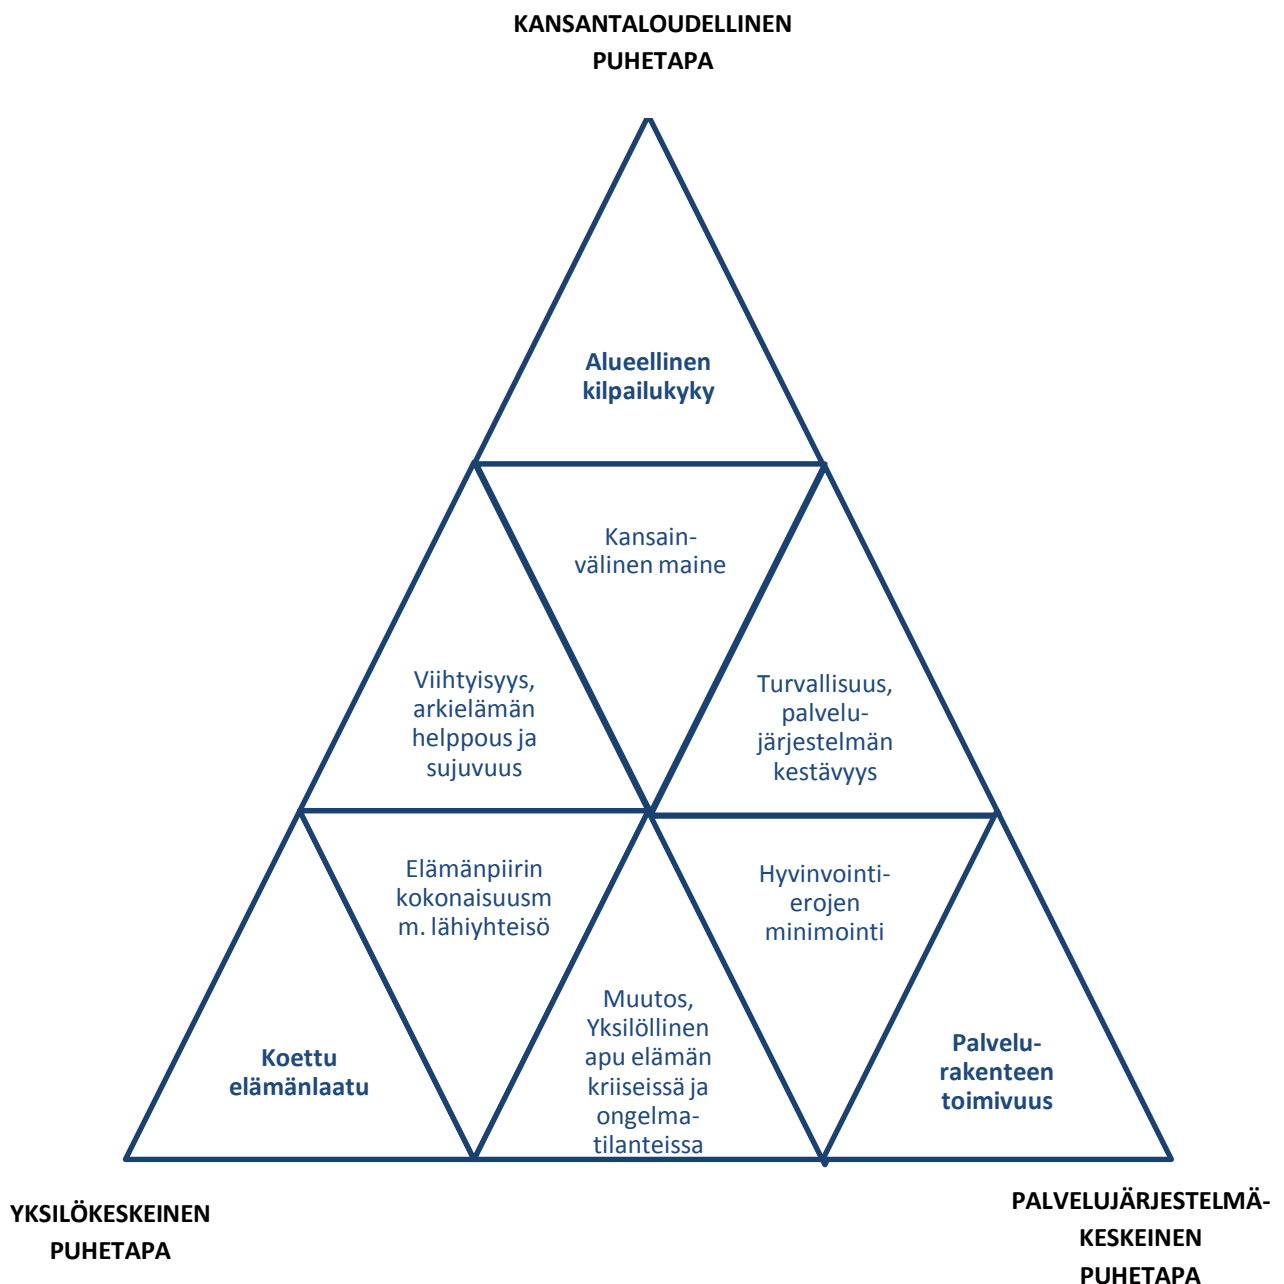 KANSANTALOUDELLINEN
PUHETAPA
Alueellinen
kilpailukyky
Kansain-
välinen maine
Viihtyisyys,
arkielämän
helppous ja
sujuvuus
Turvallisuus,
palvelu-
järjestelmän
kestävyys
Elämänpiirin
kokonaisuusm
m. lähiyhteisö
Hyvinvointi-
erojen
minimointi
Koettu
elämänlaatu
Muutos,
Yksilöllinen
apu elämän
kriiseissä ja
ongelma-
tilanteissa
Palvelu-
rakenteen
toimivuus
YKSILÖKESKEINEN
PUHETAPA
PALVELUJÄRJESTELMÄ-
KESKEINEN
PUHETAPA